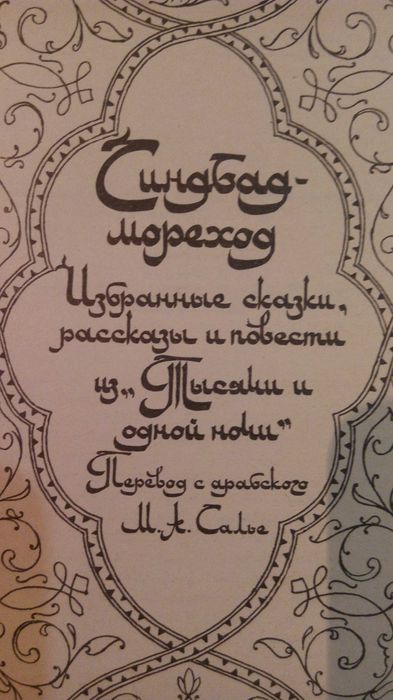 Синдбад-
мореход
Избранные сказки,
рассказы и повести
из „Тысячи и
одной ночи“
Перевод с арабского
М. А. Салье